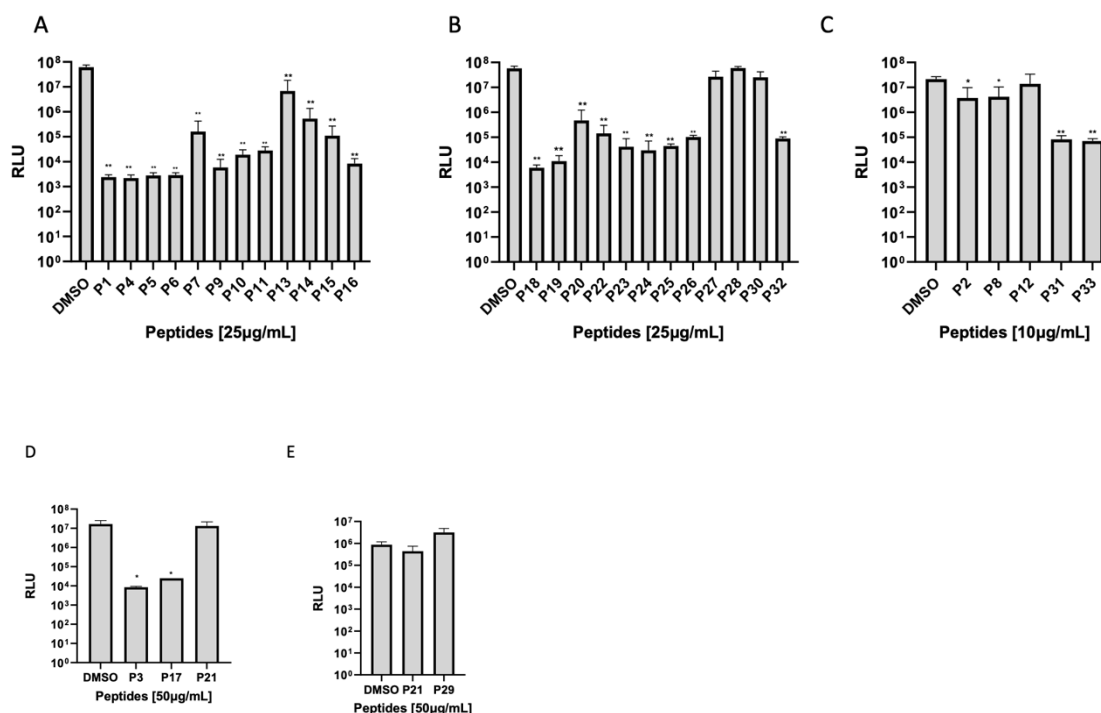 A
RLU
10⁸
10⁷
10⁶
10⁵
10⁴
10³
10²
10¹
10⁰
** ** ** ** ** ** ** ** ** ** ** **
DMSO P1 P4 P5 P6 P7 P9 P10 P11 P13 P14 P15 P16
Peptides [25µg/mL]
B
RLU
10⁸
10⁷
10⁶
10⁵
10⁴
10³
10²
10¹
10⁰
** ** ** ** ** ** ** ** **
DMSO P18 P19 P20 P22 P23 P24 P25 P26 P27 P28 P30 P32
Peptides [25µg/mL]
C
RLU
10⁸
10⁷
10⁶
10⁵
10⁴
10³
10²
10¹
10⁰
* * ** **
DMSO P2 P8 P12 P31 P33
Peptides [10µg/mL]
D
RLU
10⁸
10⁷
10⁶
10⁵
10⁴
10³
10²
10¹
10⁰
* *
DMSO P3 P17 P21
Peptides [50µg/mL]
E
RLU
10⁷
10⁶
10⁵
10⁴
10³
10²
10¹
10⁰
DMSO P21 P29
Peptides [50µg/mL]